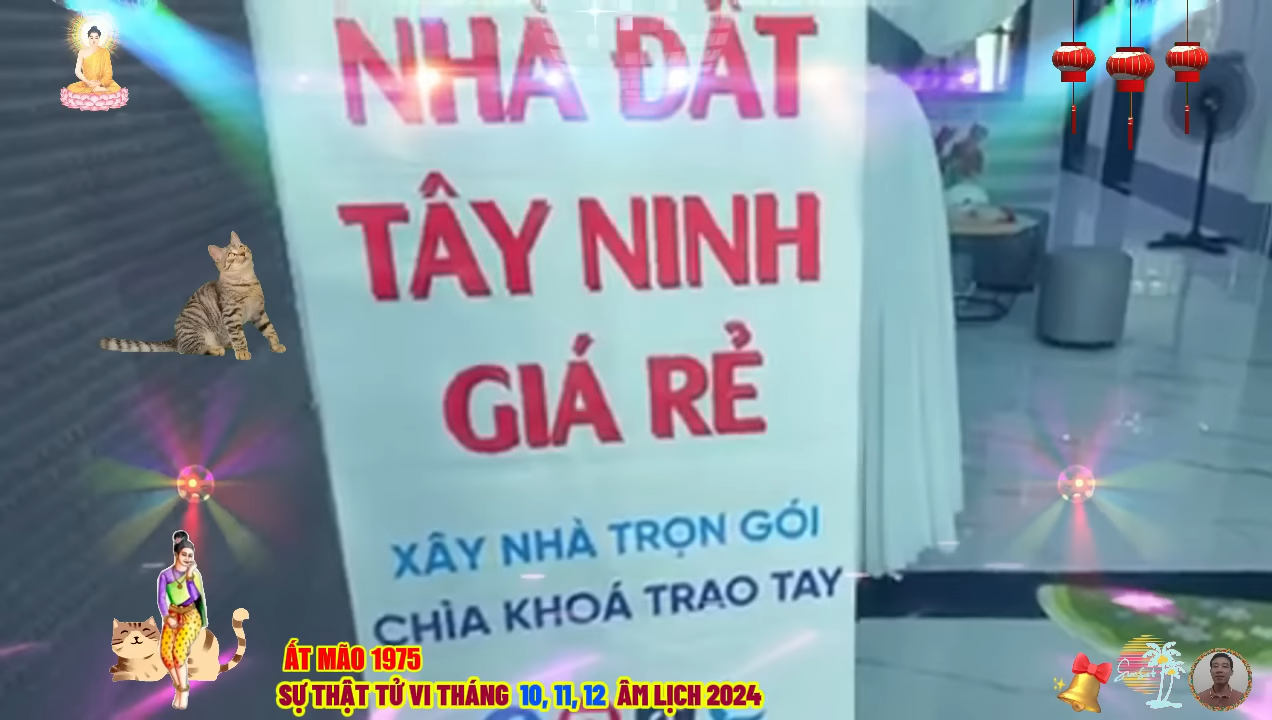 NHÀ ĐẤT
TÂY NINH
GIÁ RẺ
XÂY NHÀ TRỌN GÓI
CHÌA KHOÁ TRAO TAY
ẤT MÃO 1975
SỰ THẬT TỬ VI THÁNG 10, 11, 12 ÂM LỊCH 2024
Sunset